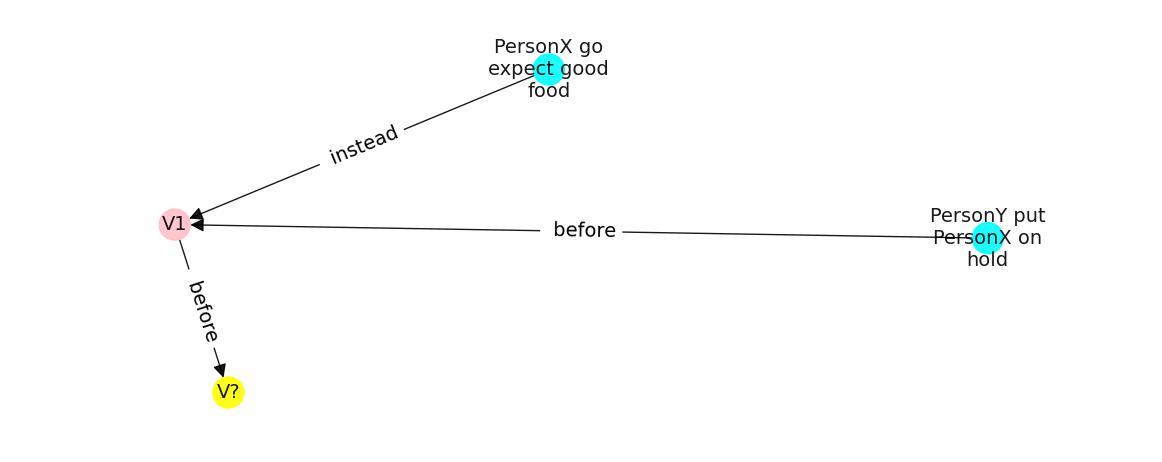 PersonX go
expect good
food
instead
V1
before
PersonY put
PersonX on
hold
before
V?